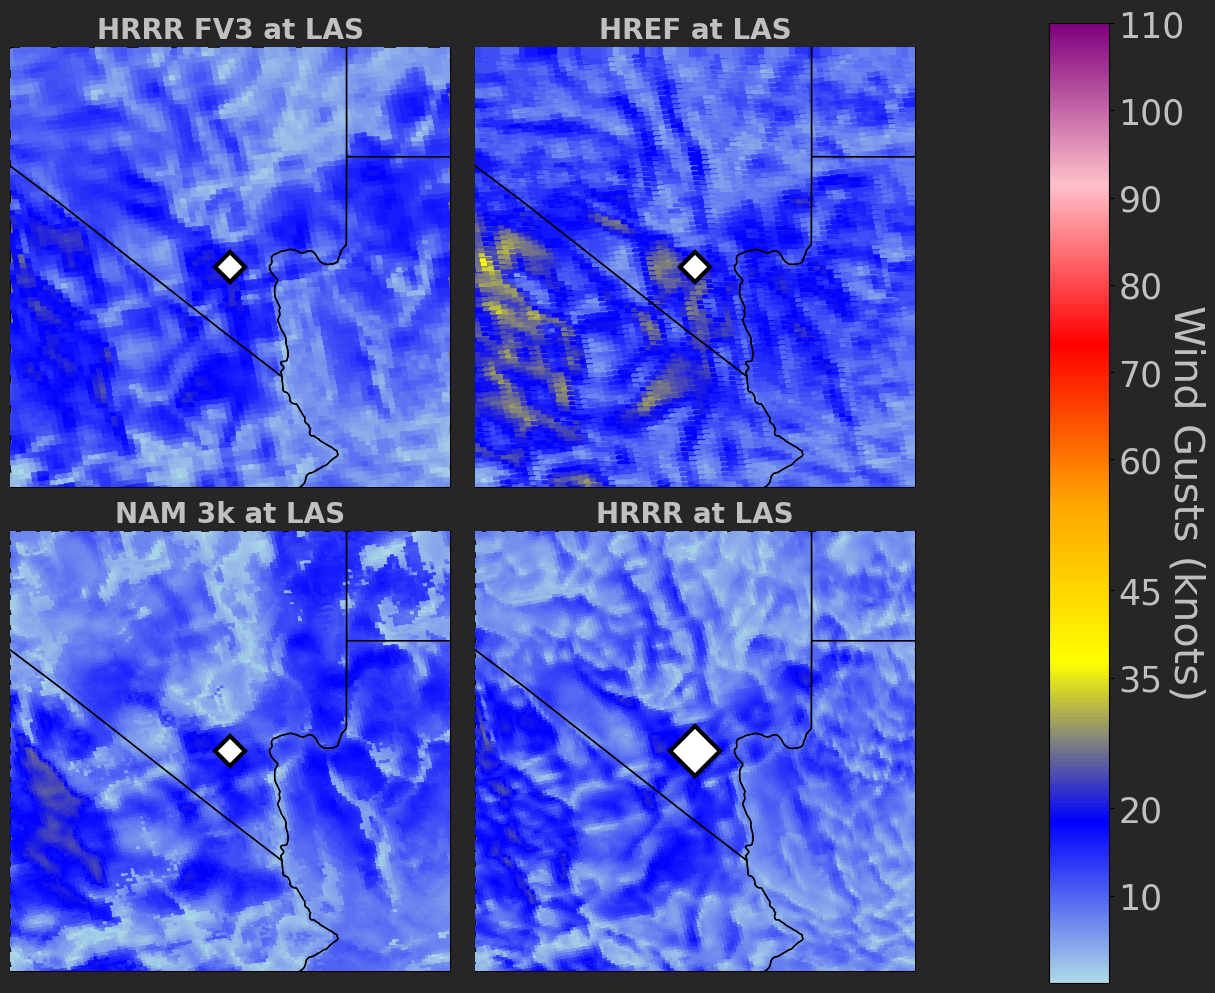 HRRR FV3 at LAS
HREF at LAS
NAM 3k at LAS
HRRR at LAS
110
100
90
80
70
60
45
35
20
10
Wind Gusts (knots)